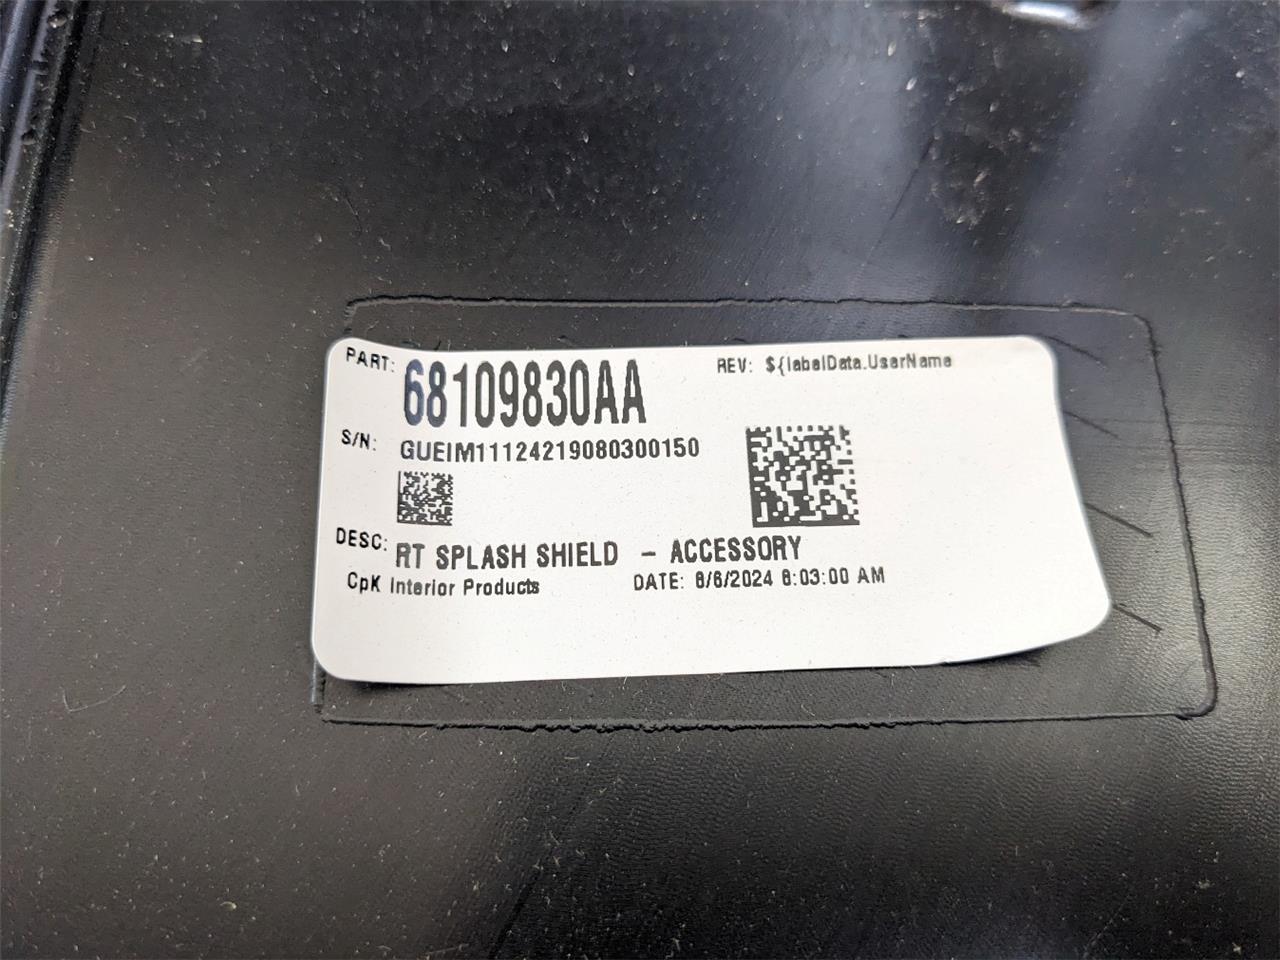 PART: 68109830AA
REV: ${labelData.UserName
S/N: GUEIM11124219080300150
DESC: RT SPLASH SHIELD - ACCESSORY
CpK Interior Products DATE: 8/6/2024 8:03:00 AM